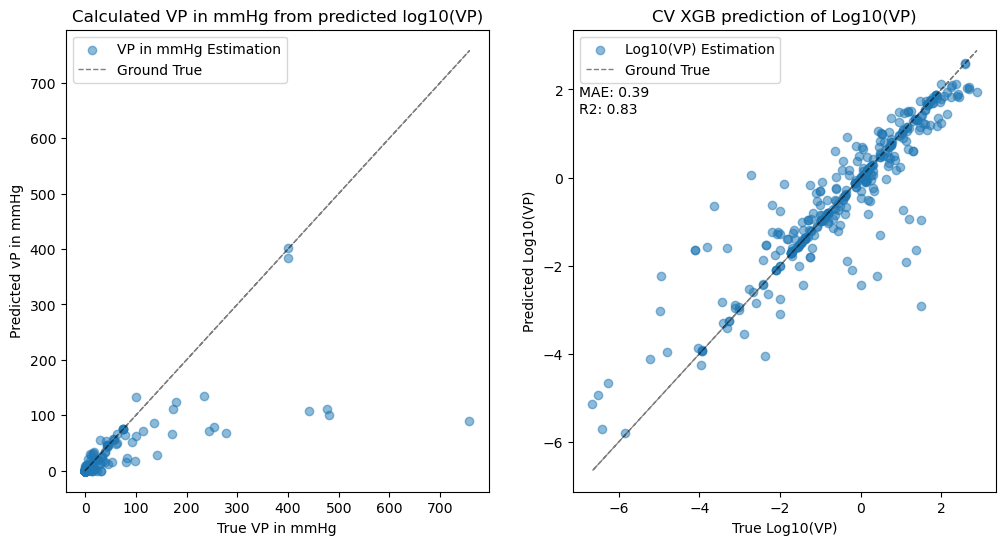 Calculated VP in mmHg from predicted log10(VP)
VP in mmHg Estimation
Ground True
700
600
500
400
300
200
100
0
Predicted vP in mmHg
0
100
200
300
400
500
600
700
True VP in mmHg
CV XGB prediction of Log10(VP)
Log10(VP) Estimation
Ground True
MAE: 0.39
R2: 0.83
2
0
−2
−4
−6
Predicted Log10(VP)
−6
−4
−2
0
2
True Log10(VP)